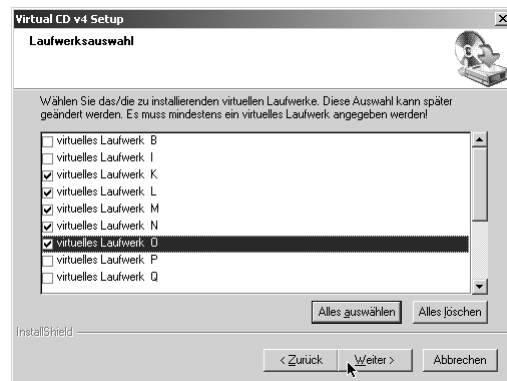 Virtual CD v4 Setup
Laufwerksauswahl
Wählen Sie das/die zu installierenden virtuellen Laufwerke. Diese Auswahl kann später
geändert werden. Es muss mindestens ein virtuelles Laufwerk angegeben werden!
virtuelles Laufwerk B
virtuelles Laufwerk I
virtuelles Laufwerk K
virtuelles Laufwerk L
virtuelles Laufwerk M
virtuelles Laufwerk N
virtuelles Laufwerk O
virtuelles Laufwerk P
virtuelles Laufwerk Q
Alles auswählen Alles löschen
InstallShield
< Zurück Weiter > Abbrechen